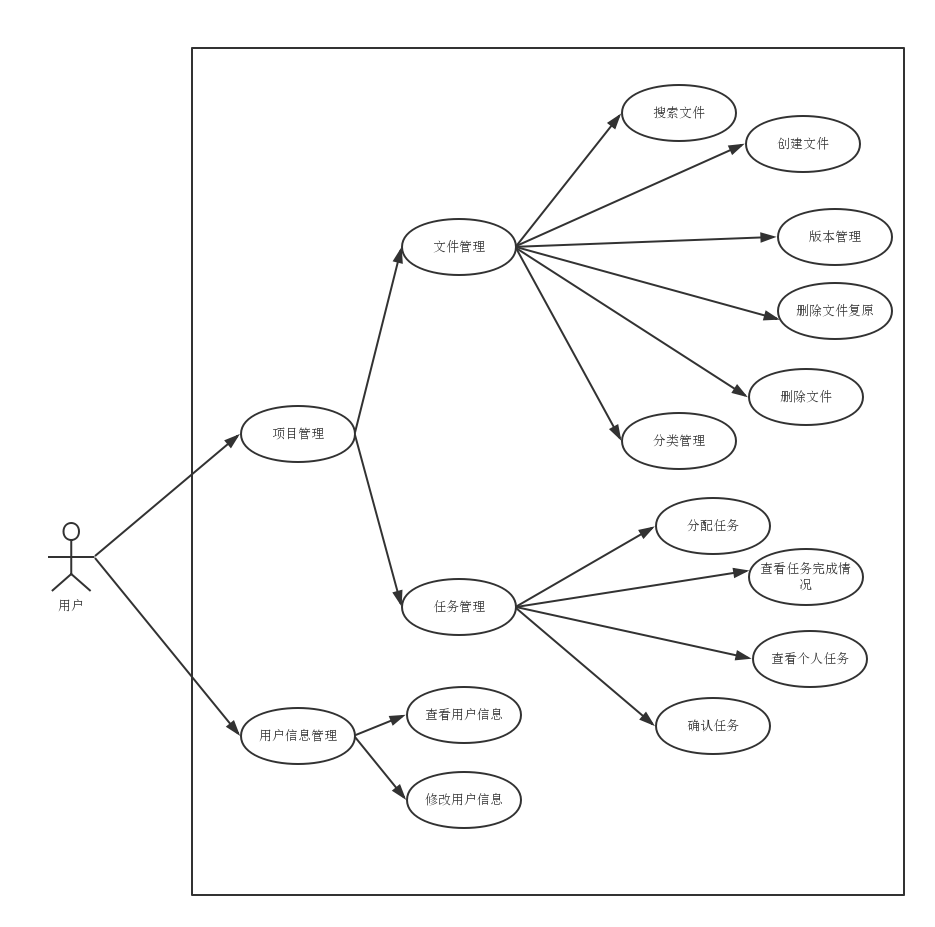 搜索文件
创建文件
文件管理
版本管理
删除文件复原
删除文件
项目管理
分类管理
分配任务
查看任务完成情
况
用户
任务管理
查看个人任务
确认任务
用户信息管理
查看用户信息
修改用户信息